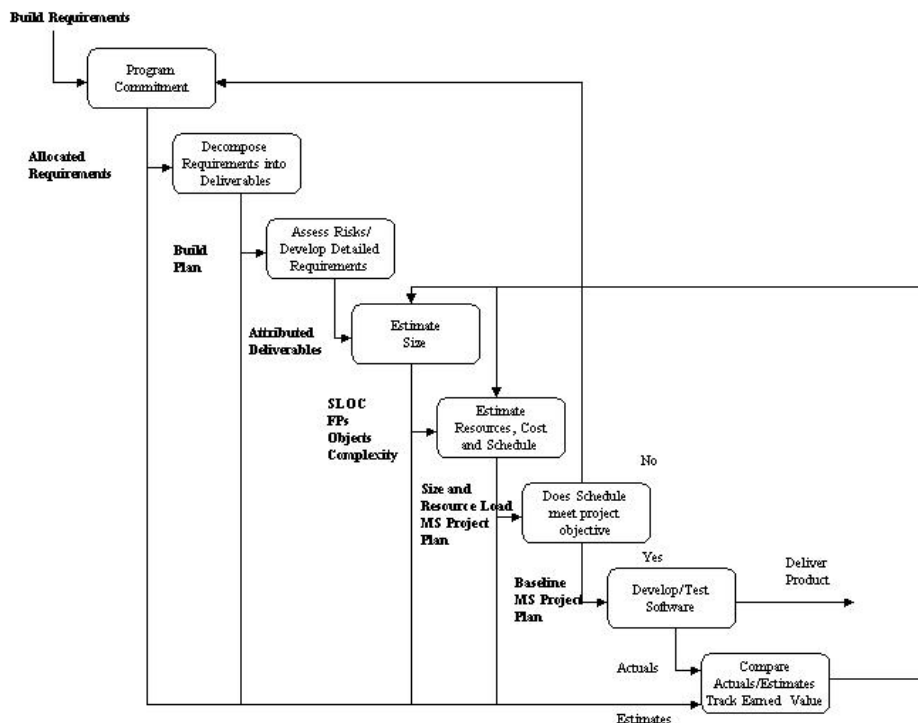 Build Requirements
Program
Commitment
Allocated
Requirements
Decompose
Requirements into
Deliverables
Build
Plan
Assess Risks/
Develop Detailed
Requirements
Attributed
Deliverables
Estimate
Size
SLOC
FPs
Objects
Complexity
Estimate
Resources, Cost
and Schedule
No
Size and
Resource Load
MS Project
Plan
Does Schedule
meet project
objective
Yes
Baseline
MS Project
Plan
Develop/Test
Software
Deliver
Product
Actuals
Compare
Actuals/Estimates
Track Earned Value
Estimates